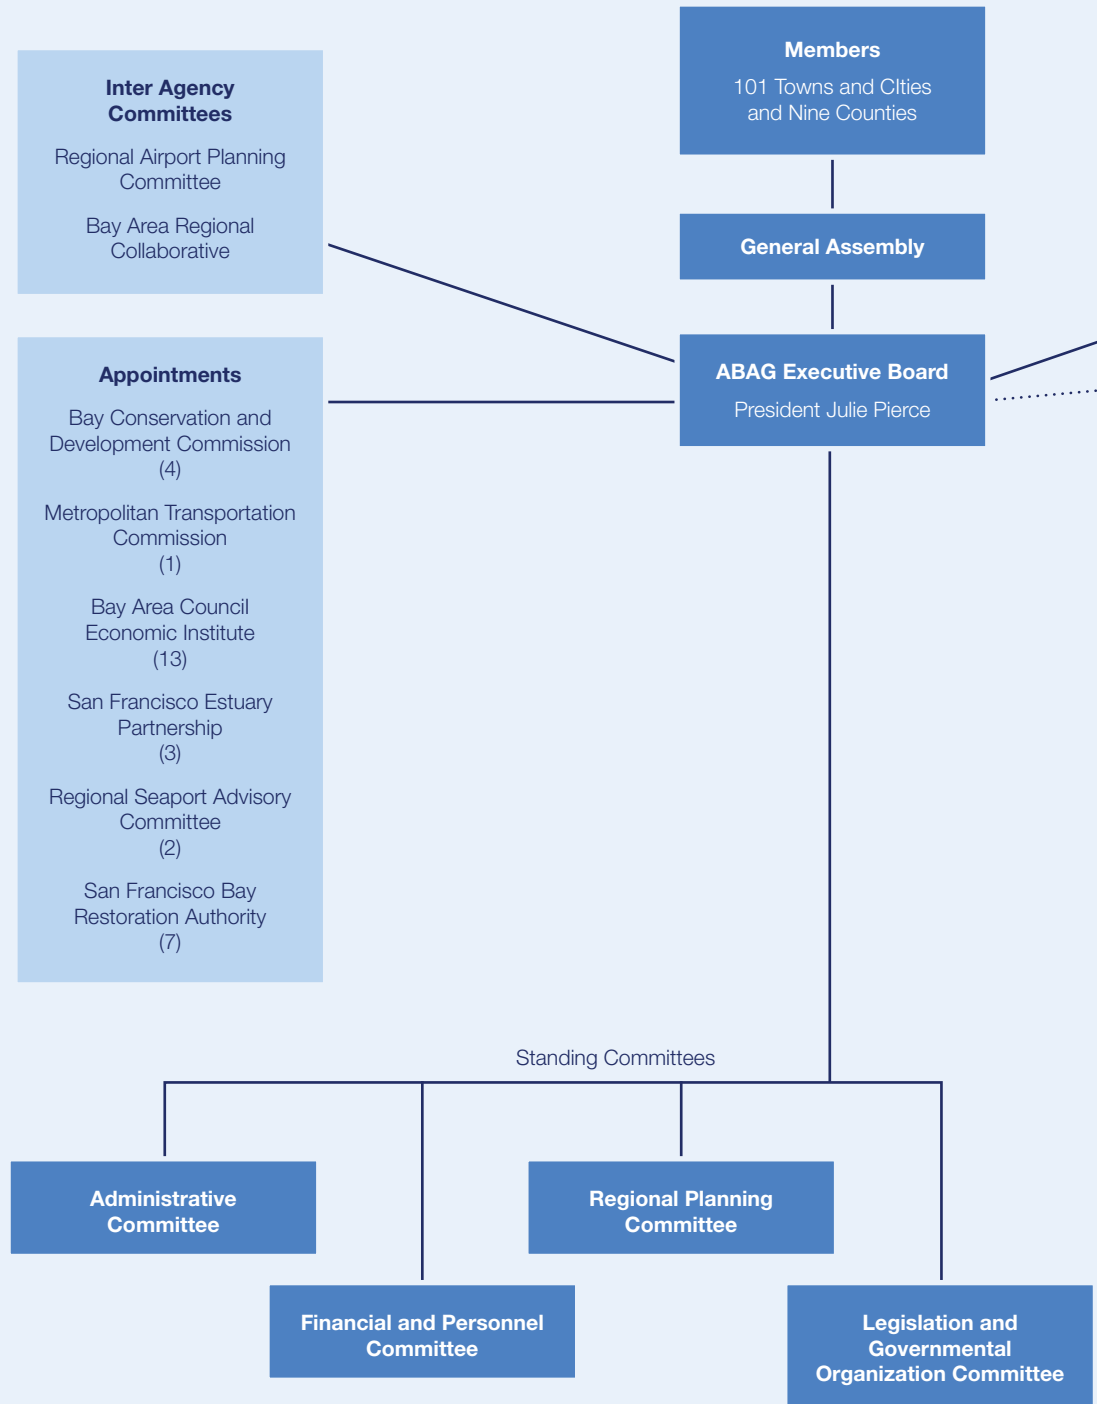 Inter Agency
Committees
Regional Airport Planning
Committee
Bay Area Regional
Collaborative
Members
101 Towns and CIties
and Nine Counties
General Assembly
ABAG Executive Board
President Julie Pierce
Appointments
Bay Conservation and
Development Commission
(4)
Metropolitan Transportation
Commission
(1)
Bay Area Council
Economic Institute
(13)
San Francisco Estuary
Partnership
(3)
Regional Seaport Advisory
Committee
(2)
San Francisco Bay
Restoration Authority
(7)
Standing Committees
Administrative
Committee
Regional Planning
Committee
Financial and Personnel
Committee
Legislation and
Governmental
Organization Committee